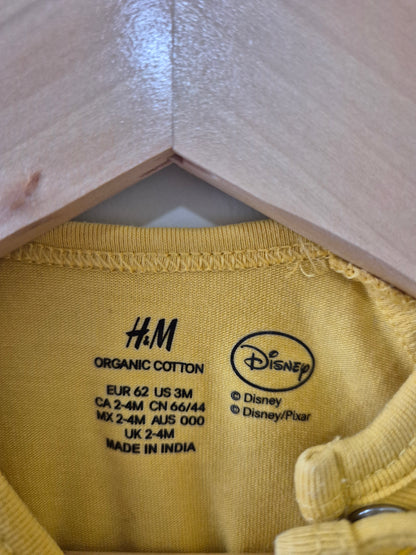 H&M
ORGANIC COTTON
EUR 62 US 3M
CA 2-4M CN 66/44
MX 2-4M AUS 000
UK 2-4M
MADE IN INDIA
Disney
© Disney
© Disney/Pixar